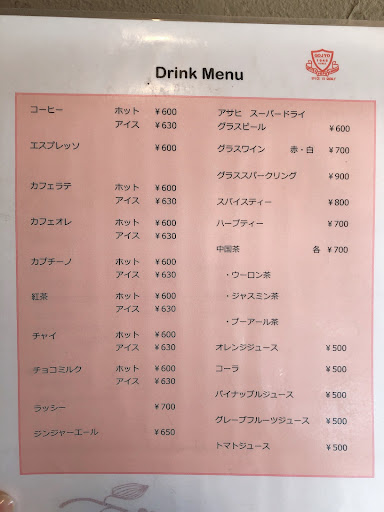 Drink Menu
コーヒー ホット ¥600
アイス ¥630
エスプレッソ ¥600
カフェラテ ホット ¥600
アイス ¥630
カフェオレ ホット ¥600
アイス ¥630
カプチーノ ホット ¥600
アイス ¥630
紅茶 ホット ¥600
アイス ¥630
チャイ ホット ¥600
アイス ¥630
チョコミルク ホット ¥600
アイス ¥630
ラッシー ¥700
ジンジャーエール ¥650
アサヒ スーパードライ
グラスビール ¥600
グラスワイン 赤・白 ¥700
グラススパークリング ¥900
スパイスティー ¥800
ハーブティー ¥700
中国茶 各 ¥700
・ウーロン茶
・ジャスミン茶
・プーアール茶
オレンジジュース ¥500
コーラ ¥500
パイナップルジュース ¥500
グレープフルーツジュース ¥500
トマトジュース ¥500